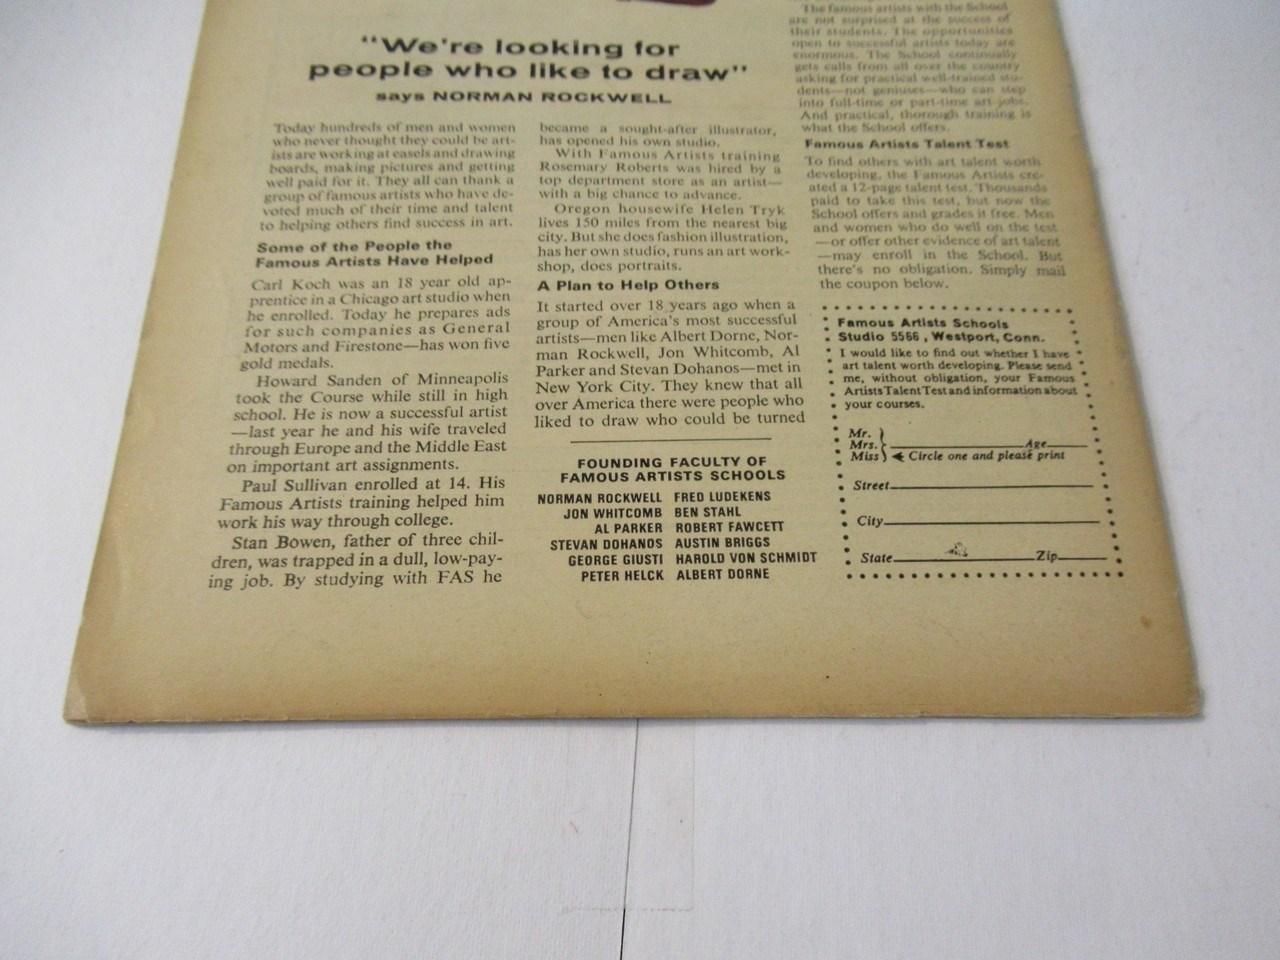 "We're looking for
people who like to draw"
says NORMAN ROCKWELL
Today hundreds of men and women
who never thought they could be art-
ists are working at easels and drawing
boards, making pictures and getting
well paid for it. They all can thank a
group of famous artists who have de-
voted much of their time and talent
to helping others find success in art.
Some of the People the
Famous Artists Have Helped
Carl Koch was an 18 year old ap-
prentice in a Chicago art studio when
he enrolled. Today he prepares ads
for such companies as General
Motors and Firestone—has won five
gold medals.
Howard Sanden of Minneapolis
took the Course while still in high
school. He is now a successful artist
—last year he and his wife traveled
through Europe and the Middle East
on important art assignments.
Paul Sullivan enrolled at 14. His
Famous Artists training helped him
work his way through college.
Stan Bowen, father of three chil-
dren, was trapped in a dull, low-pay-
ing job. By studying with FAS he
became a sought-after illustrator,
has opened his own studio.
With Famous Artists training
Rosemary Roberts was hired by a
top department store as an artist—
with a big chance to advance.
Oregon housewife Helen Tryk
lives 150 miles from the nearest big
city. But she does fashion illustration,
has her own studio, runs an art work-
shop, does portraits.
A Plan to Help Others
It started over 18 years ago when a
group of America's most successful
artists—men like Albert Dorne, Nor-
man Rockwell, Jon Whitcomb, Al
Parker and Stevan Dohanos—met in
New York City. They knew that all
over America there were people who
liked to draw who could be turned
FOUNDING FACULTY OF
FAMOUS ARTISTS SCHOOLS
NORMAN ROCKWELL FRED LUDEKENS
JON WHITCOMB BEN STAHL
AL PARKER ROBERT FAWCETT
STEVAN DOHANOS AUSTIN BRIGGS
GEORGE GIUSTI HAROLD VON SCHMIDT
PETER HELCK ALBERT DORNE
The famous artists with the School
are not surprised at the success of
their students. The opportunities
open to successful artists today are
enormous. The School continually
gets calls from all over the country
asking for practical well-trained stu-
dents—not geniuses—who can step
into full-time or part-time art jobs.
And practical, thorough training is
what the School offers.
Famous Artists Talent Test
To find others with art talent worth
developing, the Famous Artists cre-
ated a 12-page talent test. Thousands
paid to take this test, but now the
School offers and grades it free. Men
and women who do well on the test
—or offer other evidence of art talent
—may enroll in the School. But
there's no obligation. Simply mail
the coupon below.
Famous Artists Schools
Studio 5566, Westport, Conn.
I would like to find out whether I have
art talent worth developing. Please send
me, without obligation, your Famous
Artists Talent Test and information about
your courses.
Mr.
Mrs. Age
Miss Circle one and please print
Street
City
State Zip